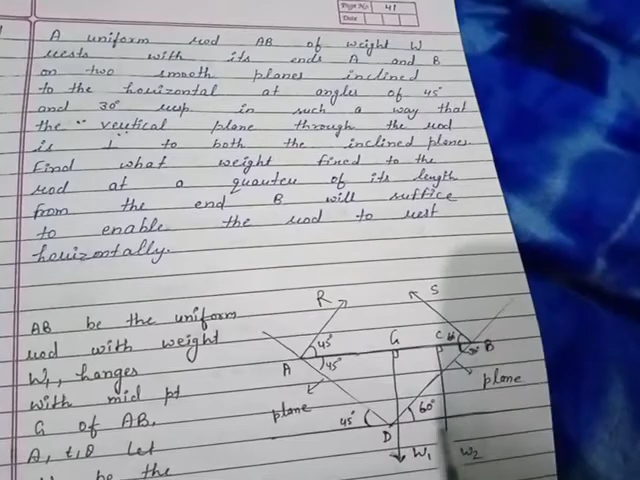 Page No. 41
Date
A uniform rod AB of weight W
rests with its ends A and B
on two smooth planes inclined
to the horizontal at angles of 45°
and 30° resp in such a way that
the vertical plane through the rod
is ⊥ to both the inclined planes.
Find what weight fined to the
rod at a quarter of its length
from the end B will suffice
to enable the rod to rest
horizontally.
AB be the uniform
rod with weight
W1, hanges
with mid pt
G of AB,
be the
R
S
45°
G
C
60°
30°
A
B
45°
plane
plane
45°
60°
D
W1
W2